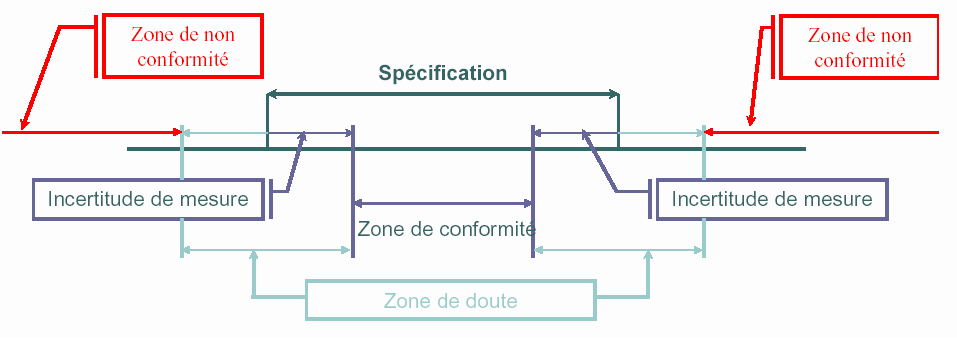 Zone de non
conformité
Zone de non
conformité
Spécification
Incertitude de mesure
Incertitude de mesure
Zone de conformité
Zone de doute